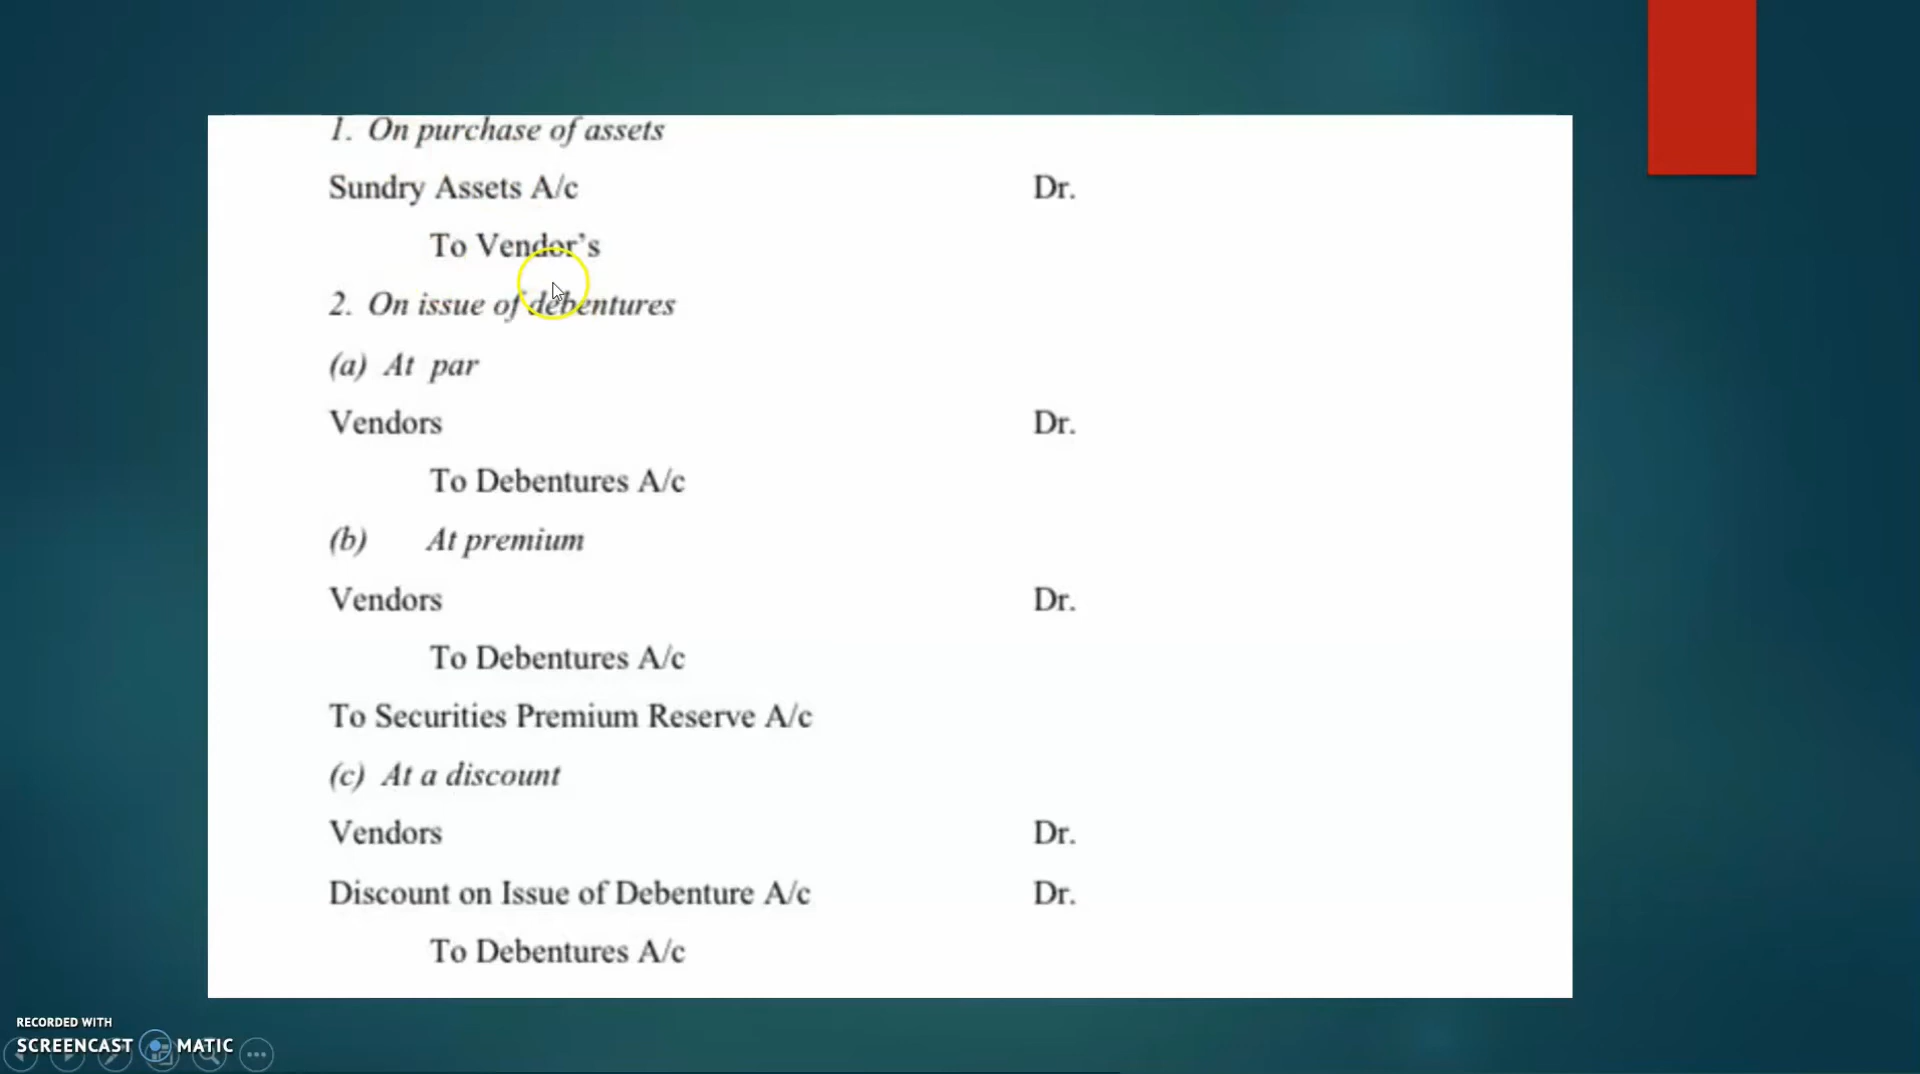 1. On purchase of assets
Sundry Assets A/c Dr.
To Vendor's
2. On issue of debentures
(a) At par
Vendors Dr.
To Debentures A/c
(b) At premium
Vendors Dr.
To Debentures A/c
To Securities Premium Reserve A/c
(c) At a discount
Vendors Dr.
Discount on Issue of Debenture A/c Dr.
To Debentures A/c
RECORDED WITH
SCREENCAST MATIC